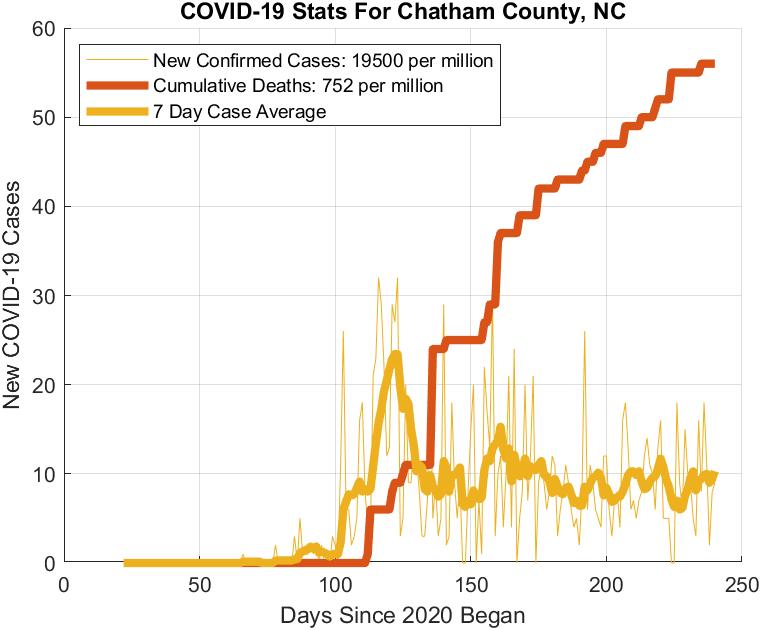 COVID-19 Stats For Chatham County, NC
60
New Confirmed Cases: 19500 per million
Cumulative Deaths: 752 per million
7 Day Case Average
50
40
30
20
10
0
New COVID-19 Cases
0 50 100 150 200 250
Days Since 2020 Began